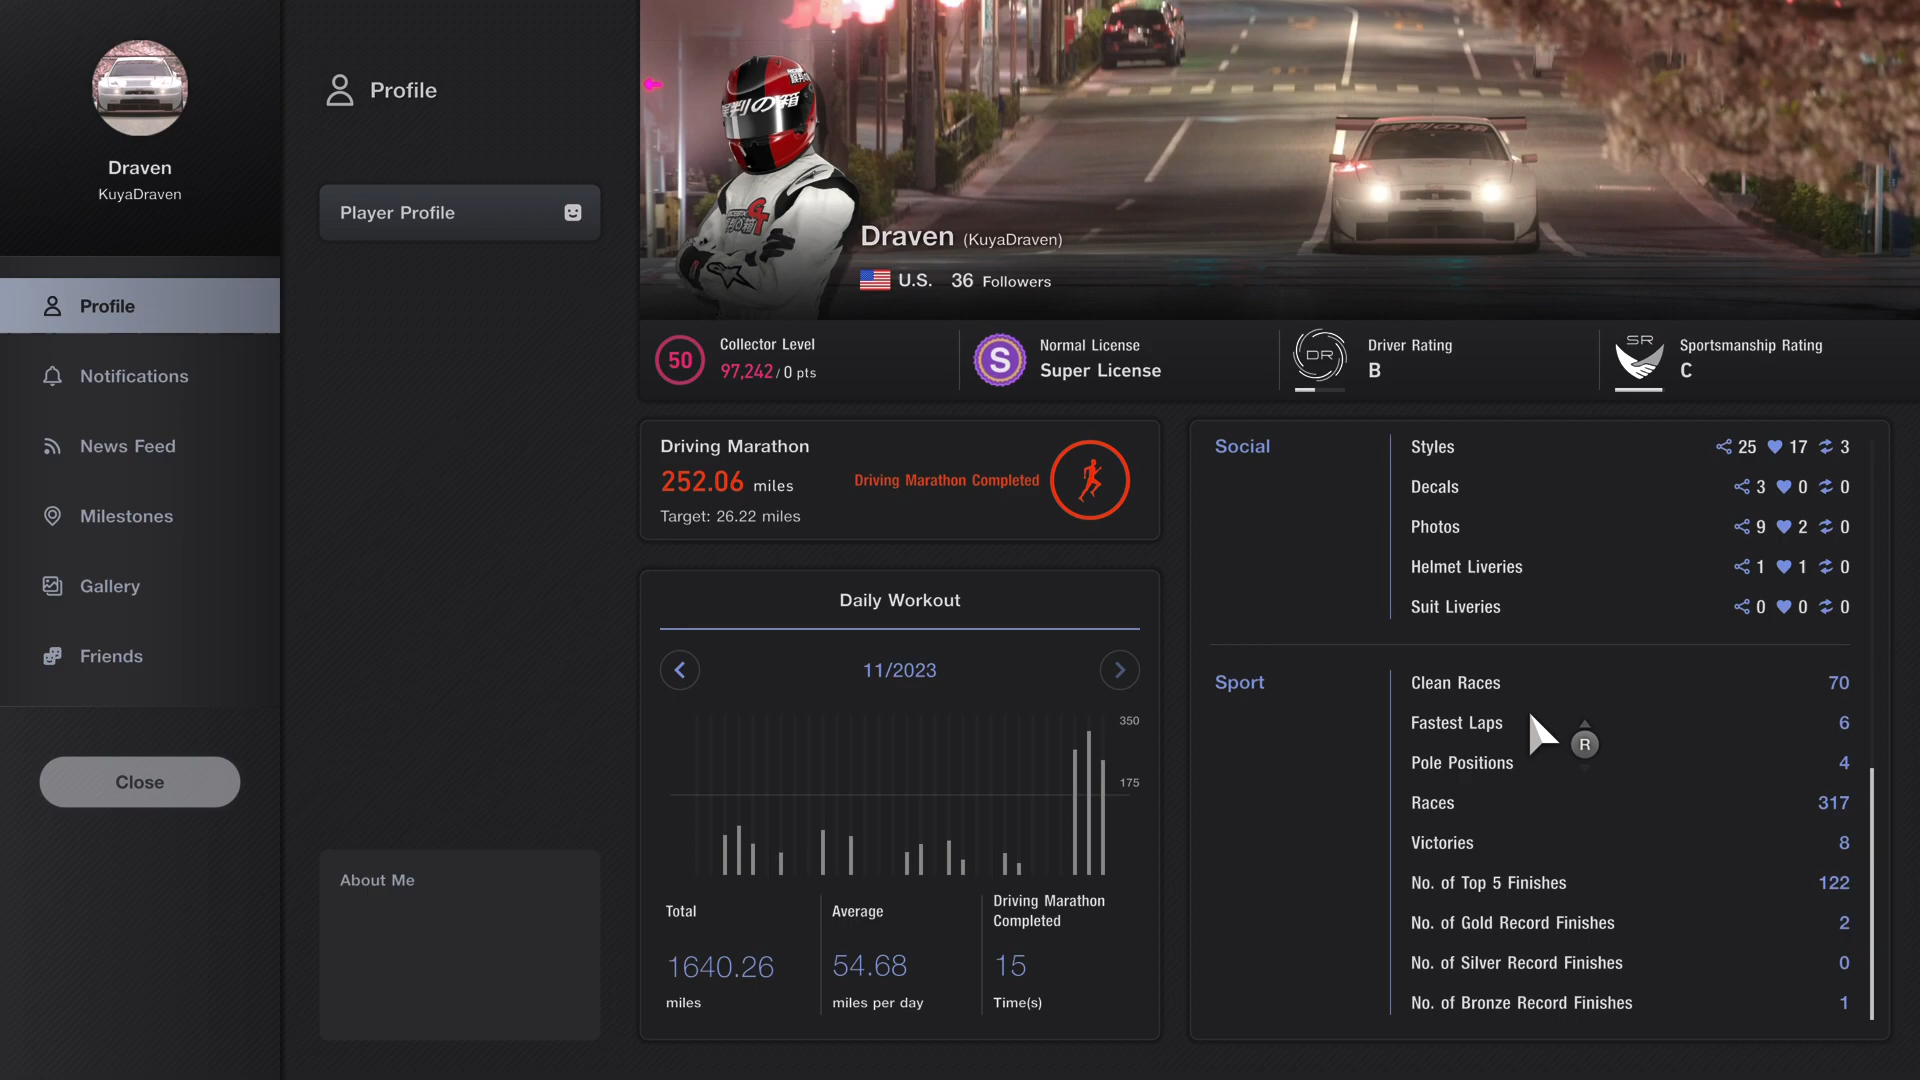 Draven
KuyaDraven
Profile
Notifications
News Feed
Milestones
Gallery
Friends
Close
Profile
Player Profile
About Me
Draven (KuyaDraven)
U.S. 36 Followers
50
Collector Level
97,242 / 0 pts
S
Normal License
Super License
DR
Driver Rating
B
SR
Sportsmanship Rating
C
Driving Marathon
252.06 miles
Target: 26.22 miles
Driving Marathon Completed
Daily Workout
11/2023
350
175
Total
1640.26
miles
Average
54.68
miles per day
Driving Marathon
Completed
15
Time(s)
Social
Styles 25 17 3
Decals 3 0 0
Photos 9 2 0
Helmet Liveries 1 1 0
Suit Liveries 0 0 0
Sport
Clean Races 70
Fastest Laps 6
R
Pole Positions 4
Races 317
Victories 8
No. of Top 5 Finishes 122
No. of Gold Record Finishes 2
No. of Silver Record Finishes 0
No. of Bronze Record Finishes 1